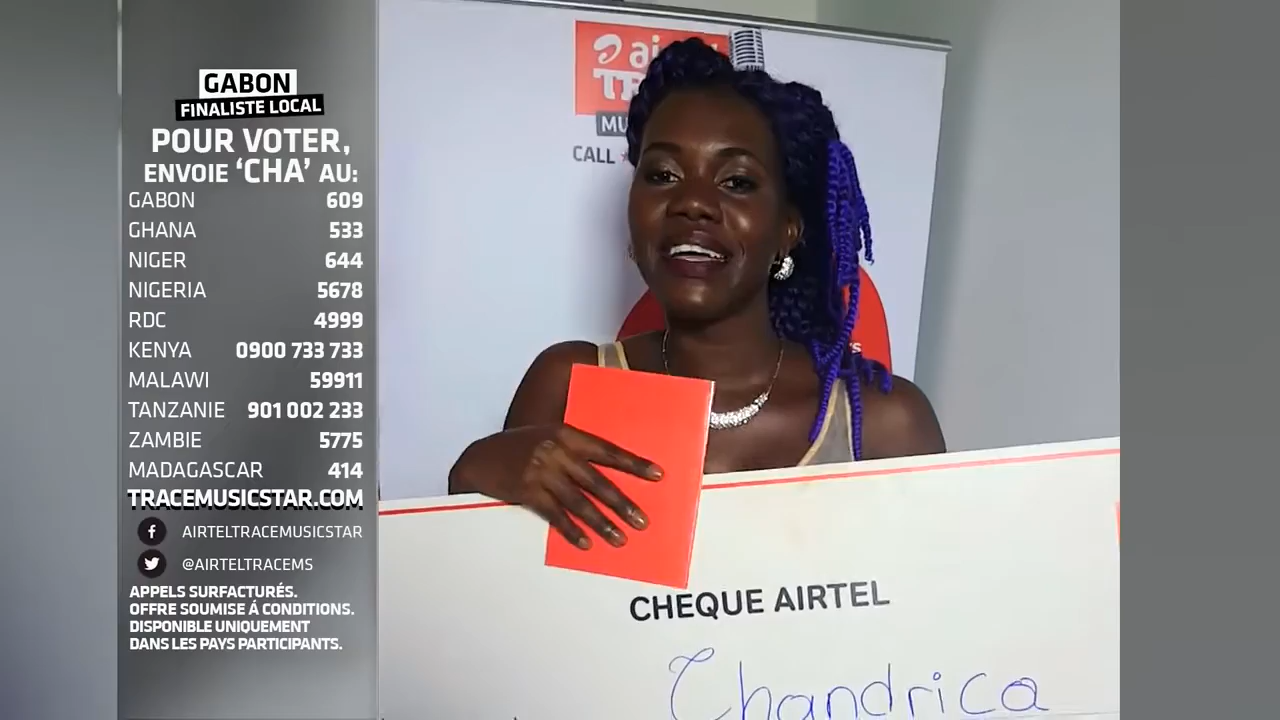 GABON
FINALISTE LOCAL
POUR VOTER,
ENVOIE ‘CHA’ AU:
GABON 609
GHANA 533
NIGER 644
NIGERIA 5678
RDC 4999
KENYA 0900 733 733
MALAWI 59911
TANZANIE 901 002 233
ZAMBIE 5775
MADAGASCAR 414
TRACEMUSICSTAR.COM
AIRTELTRACEMUSICSTAR
@AIRTELTRACEMS
APPELS SURFACTURÉS.
OFFRE SOUMISE Á CONDITIONS.
DISPONIBLE UNIQUEMENT
DANS LES PAYS PARTICIPANTS.
CALL
CHEQUE AIRTEL
Chandrica